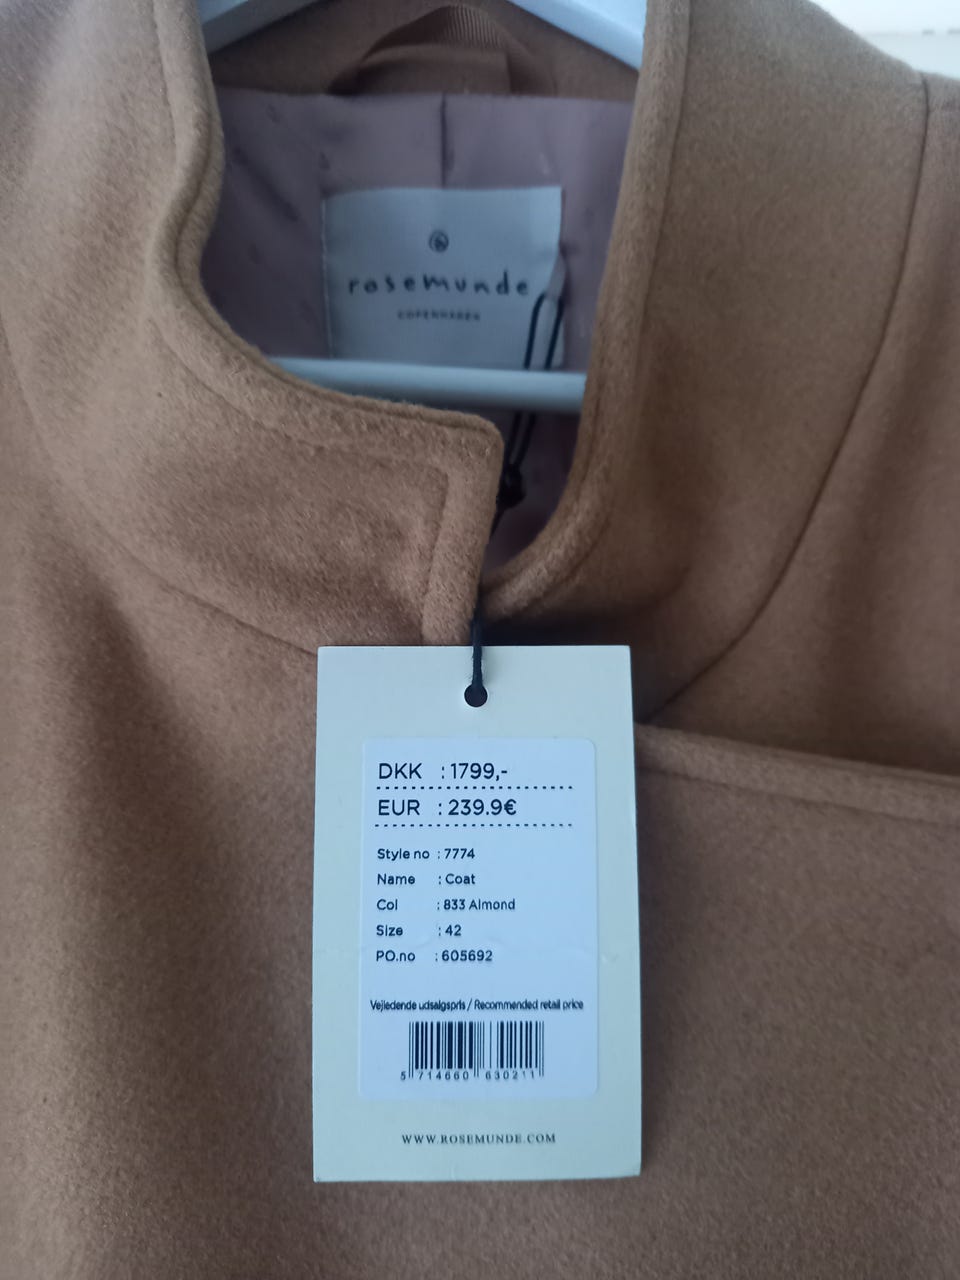 rosemunde
COPENHAGEN
DKK : 1799,-
EUR : 239.9€
Style no : 7774
Name : Coat
Col : 833 Almond
Size : 42
PO.no : 605692
Vejledende udsalgspris / Recommended retail price
5 714660 630211
WWW.ROSEMUNDE.COM